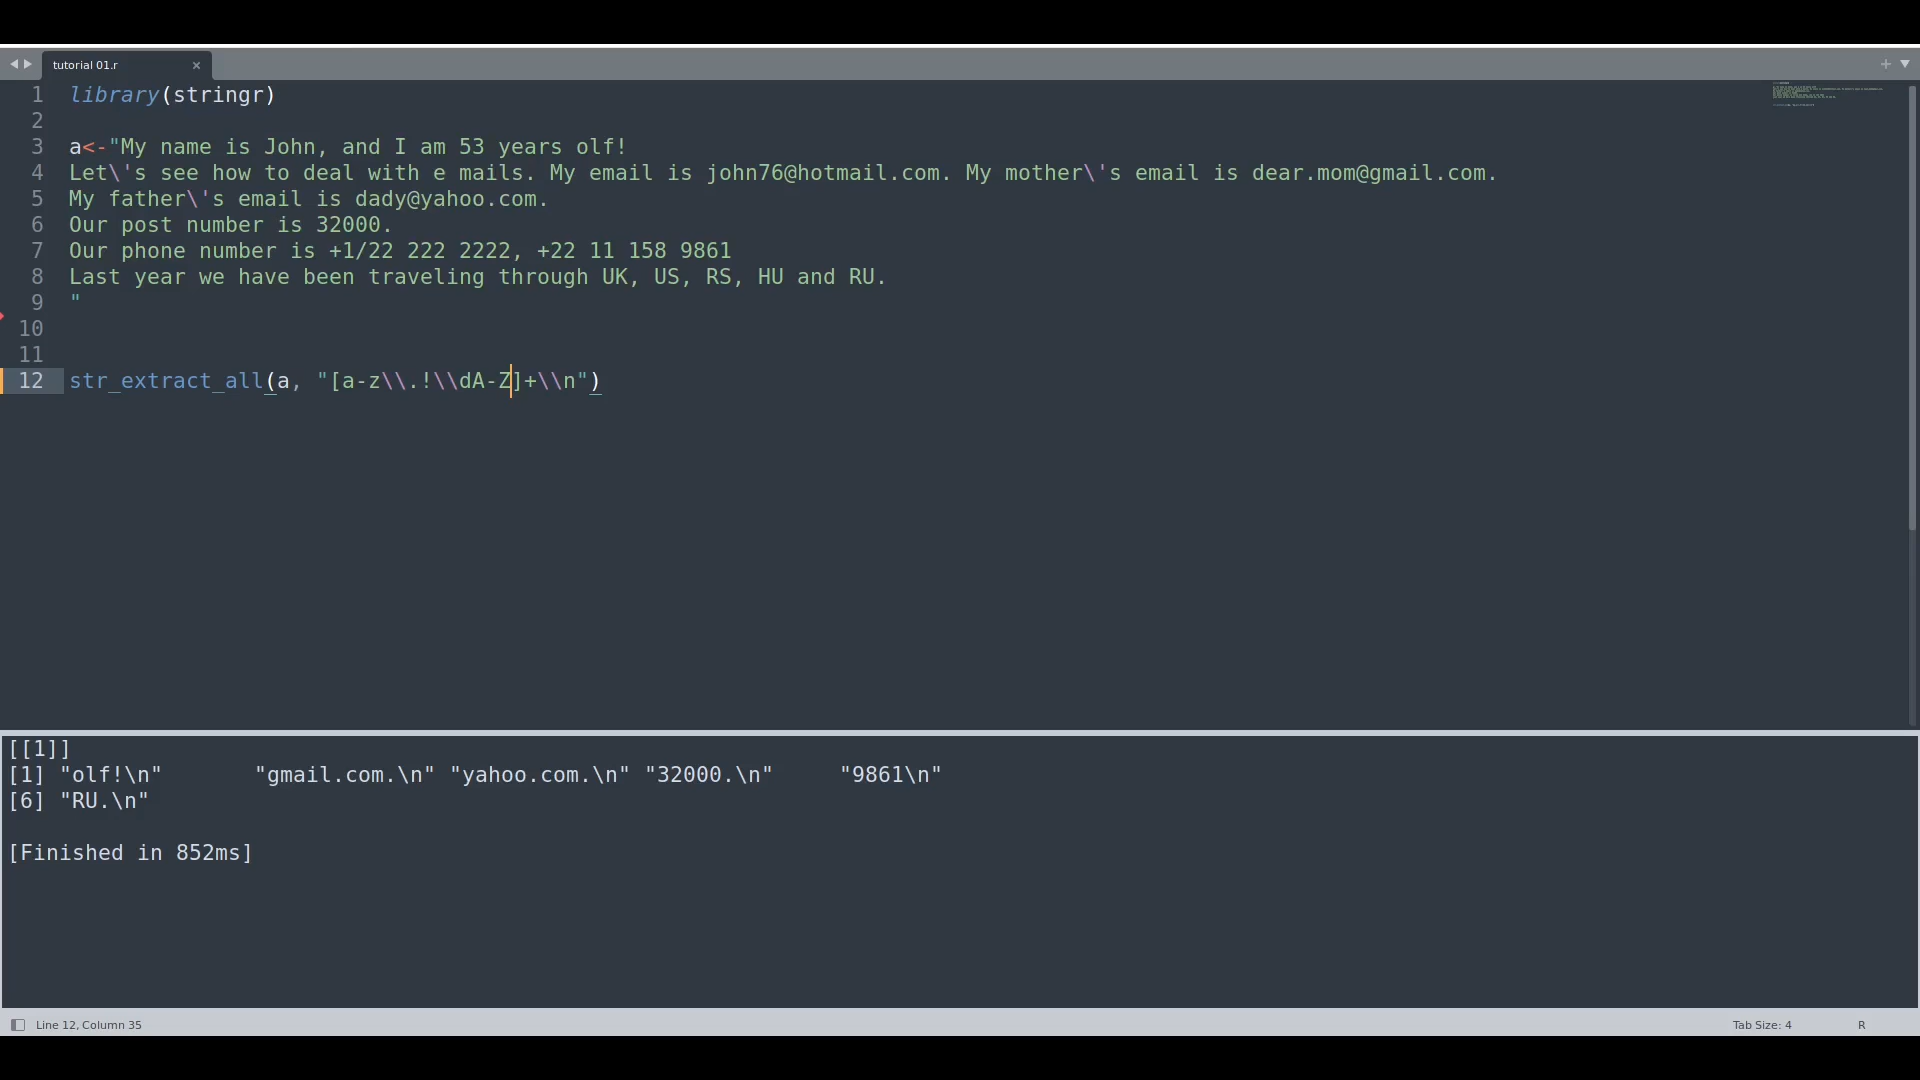 tutorial 01.r ×
1 library(stringr)
2
3 a<-"My name is John, and I am 53 years olf!
4 Let\'s see how to deal with e mails. My email is john76@hotmail.com. My mother\'s email is dear.mom@gmail.com.
5 My father\'s email is dady@yahoo.com.
6 Our post number is 32000.
7 Our phone number is +1/22 222 2222, +22 11 158 9861
8 Last year we have been traveling through UK, US, RS, HU and RU.
9 "
10
11
12 str_extract_all(a, "[a-z\\.!\\dA-Z]+\\n")
[[1]]
[1] "olf!\n"       "gmail.com.\n" "yahoo.com.\n" "32000.\n"     "9861\n"
[6] "RU.\n"
[Finished in 852ms]
Line 12, Column 35 Tab Size: 4 R